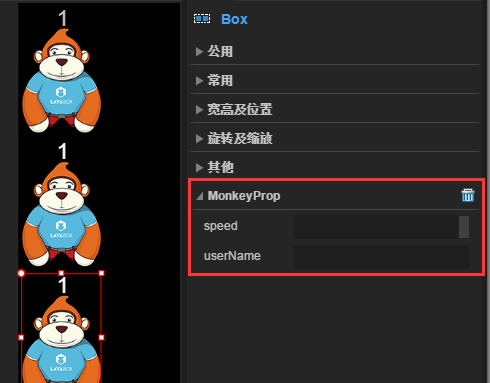 1
LAYABOX
1
LAYABOX
1
LAYABOX
Box
公用
常用
宽高及位置
旋转及缩放
其他
MonkeyProp
speed
userName